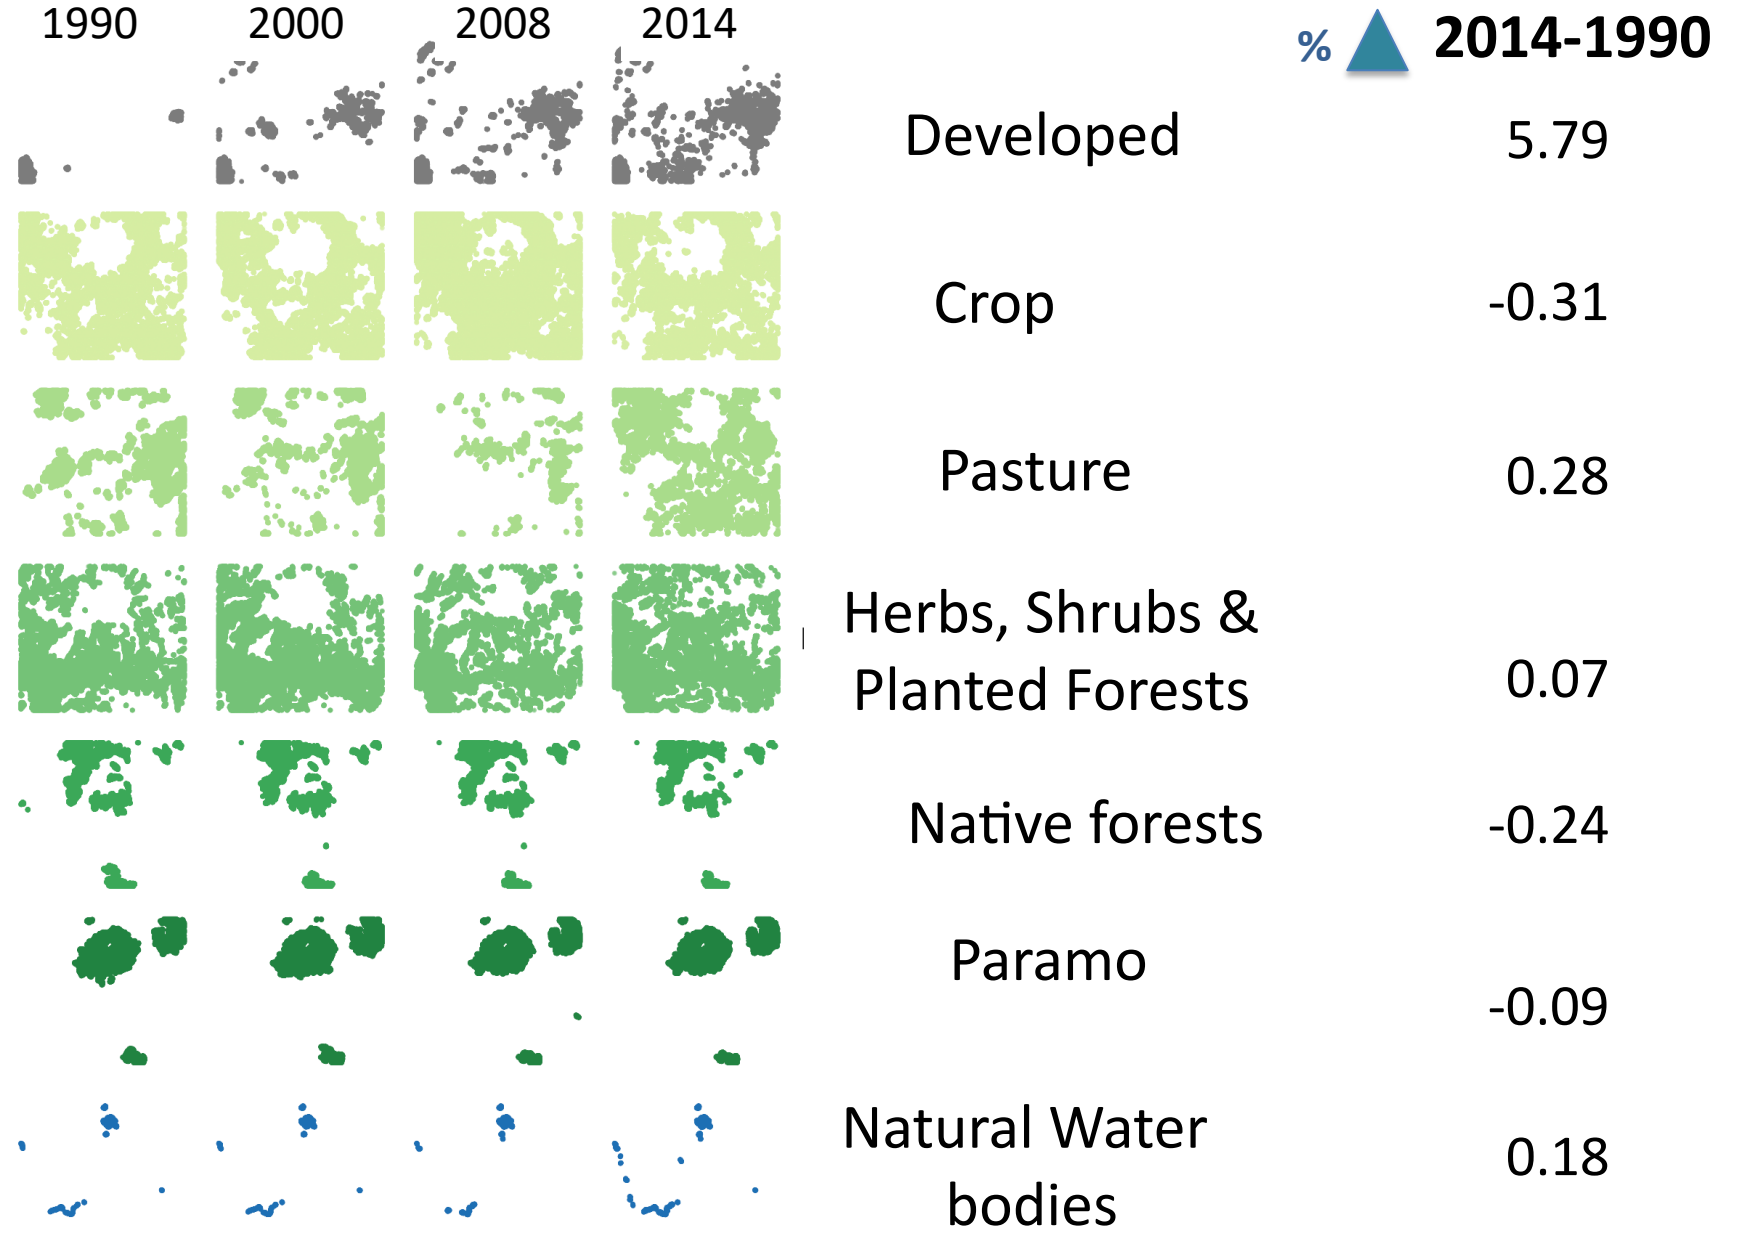 1990 2000 2008 2014 % 2014-1990
Developed 5.79
Crop -0.31
Pasture 0.28
Herbs, Shrubs &
Planted Forests 0.07
Native forests -0.24
Paramo
-0.09
Natural Water
bodies
0.18